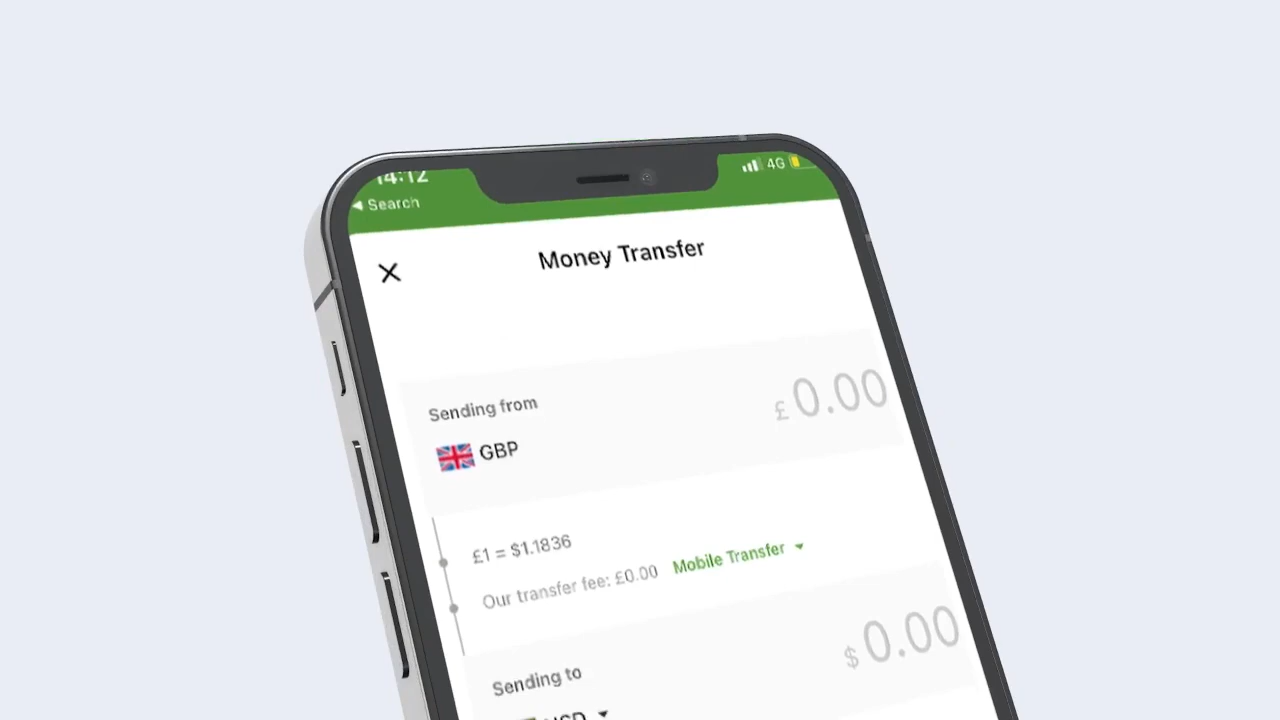 14:12
4G
◀ Search
Money Transfer
Sending from
£0.00
GBP
£1 = $1.1836
Our transfer fee: £0.00 Mobile Transfer
Sending to
$0.00
USD